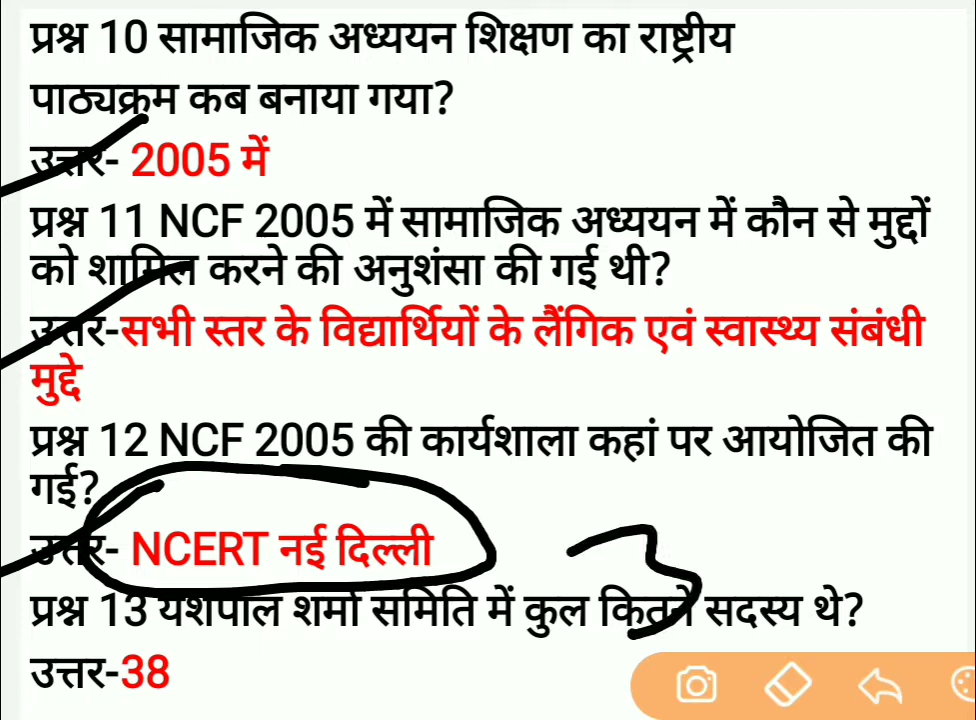 प्रश्न 10 सामाजिक अध्ययन शिक्षण का राष्ट्रीय
पाठ्यक्रम कब बनाया गया?
उत्तर- 2005 में
प्रश्न 11 NCF 2005 में सामाजिक अध्ययन में कौन से मुद्दों
को शामिल करने की अनुशंसा की गई थी?
उत्तर-सभी स्तर के विद्यार्थियों के लैंगिक एवं स्वास्थ्य संबंधी
मुद्दे
प्रश्न 12 NCF 2005 की कार्यशाला कहां पर आयोजित की
गई?
उत्तर- NCERT नई दिल्ली
प्रश्न 13 यशपाल शर्मा समिति में कुल कितने सदस्य थे?
उत्तर-38